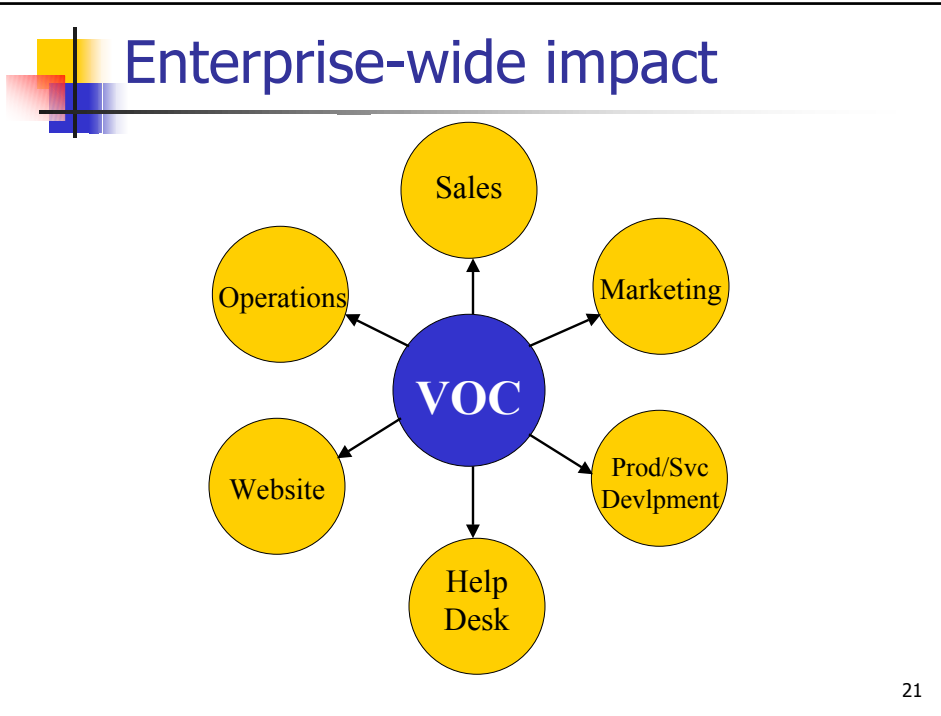 Enterprise-wide impact
Sales
Operations
Marketing
VOC
Website
Prod/Svc
Devlpment
Help
Desk
21